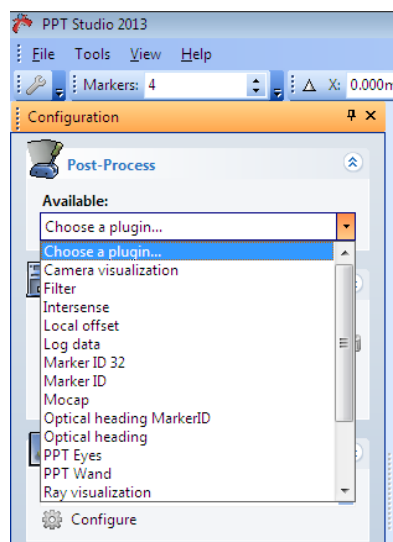 PPT Studio 2013
File Tools View Help
Markers: 4 Δ X: 0.000m
Configuration
Post-Process
Available:
Choose a plugin...
Choose a plugin...
Camera visualization
Filter
Intersense
Local offset
Log data
Marker ID 32
Marker ID
Mocap
Optical heading MarkerID
Optical heading
PPT Eyes
PPT Wand
Ray visualization
Configure